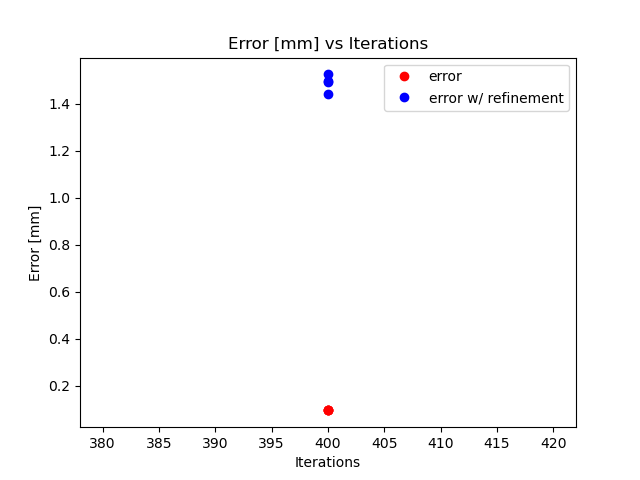 Error [mm] vs Iterations
error
error w/ refinement
1.4
1.2
1.0
0.8
0.6
0.4
0.2
Error [mm]
380 385 390 395 400 405 410 415 420
Iterations